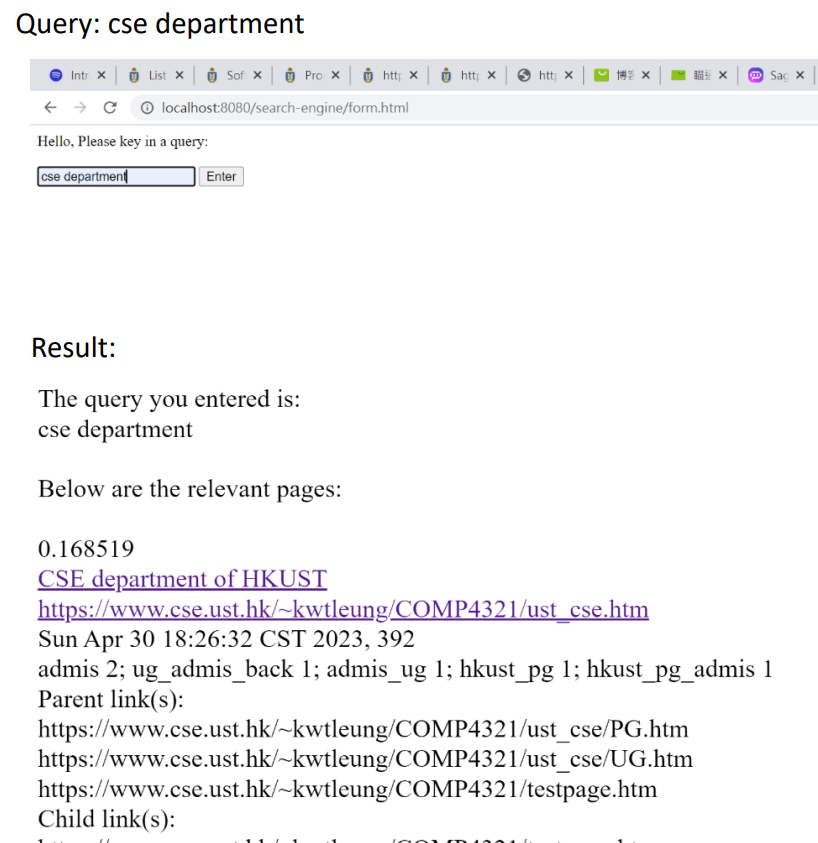 Query: cse department
Intr List Sof Pro http http http 博客 Sag
localhost:8080/search-engine/form.html
Hello, Please key in a query:
cse department Enter
Result:
The query you entered is:
cse department
Below are the relevant pages:
0.168519
CSE department of HKUST
https://www.cse.ust.hk/~kwtleung/COMP4321/ust_cse.htm
Sun Apr 30 18:26:32 CST 2023, 392
admis 2; ug_admis_back 1; admis_ug 1; hkust_pg 1; hkust_pg_admis 1
Parent link(s):
https://www.cse.ust.hk/~kwtleung/COMP4321/ust_cse/PG.htm
https://www.cse.ust.hk/~kwtleung/COMP4321/ust_cse/UG.htm
https://www.cse.ust.hk/~kwtleung/COMP4321/testpage.htm
Child link(s):